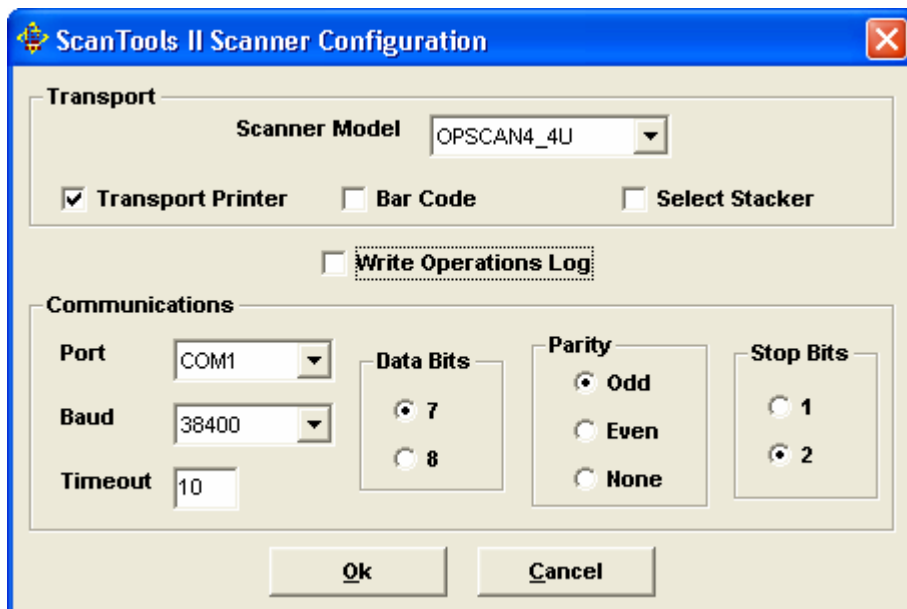 ScanTools II Scanner Configuration
Transport
Scanner Model OPSCAN4_4U
Transport Printer Bar Code Select Stacker
Write Operations Log
Communications
Port COM1
Baud 38400
Timeout 10
Data Bits
7
8
Parity
Odd
Even
None
Stop Bits
1
2
Ok Cancel